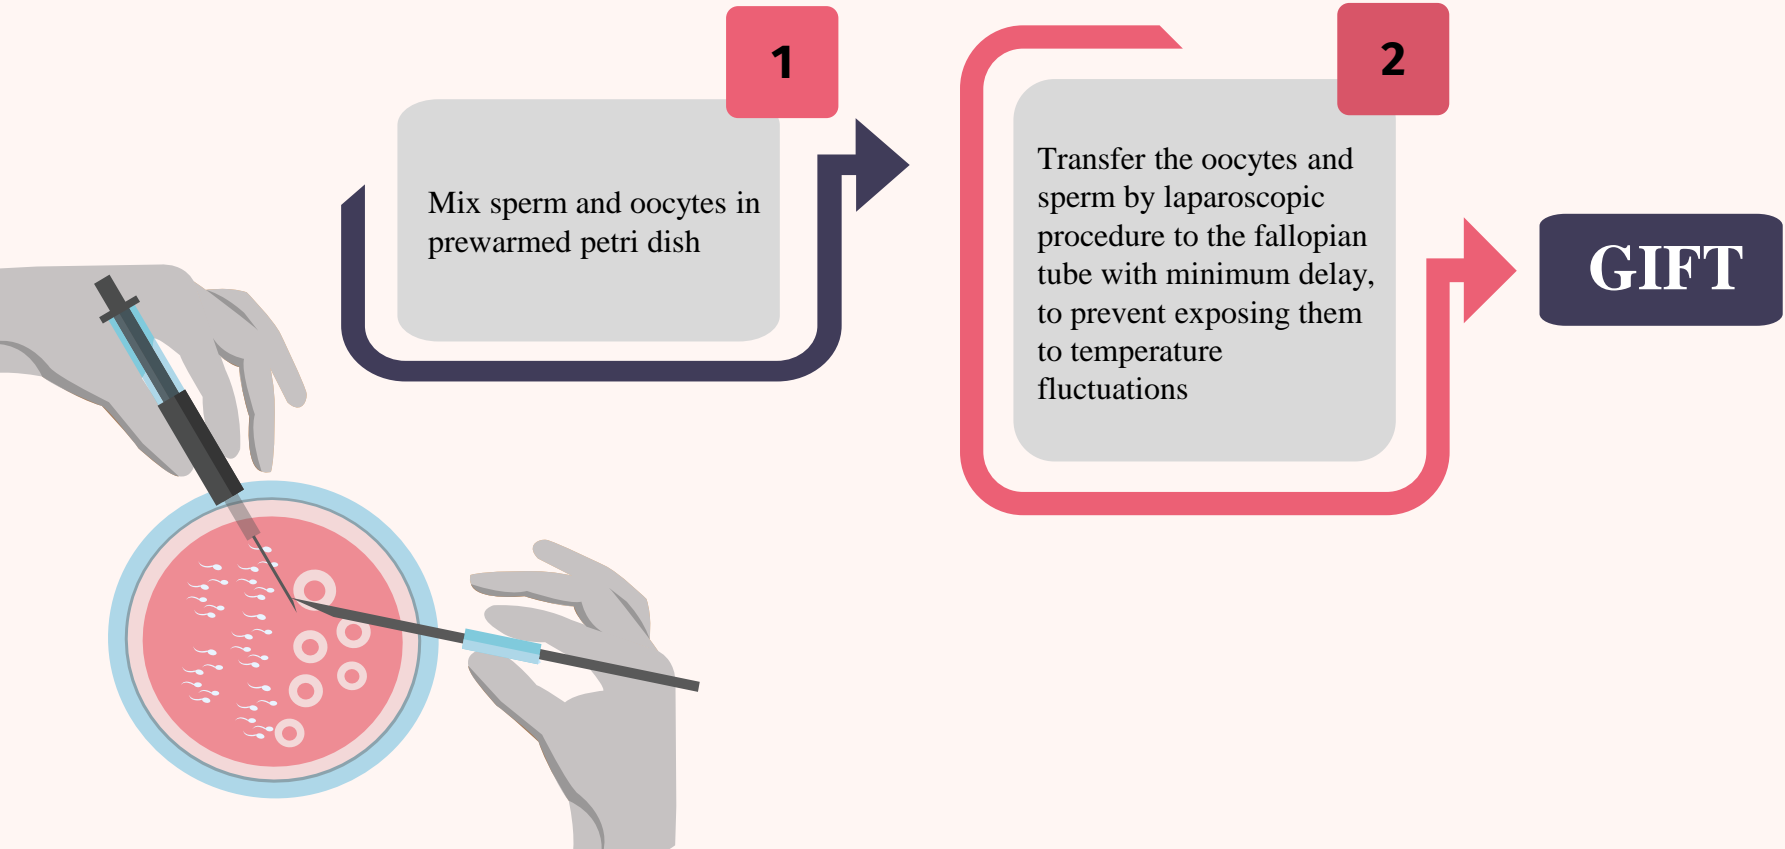 1
Mix sperm and oocytes in
prewarmed petri dish
2
Transfer the oocytes and
sperm by laparoscopic
procedure to the fallopian
tube with minimum delay,
to prevent exposing them
to temperature
fluctuations
GIFT